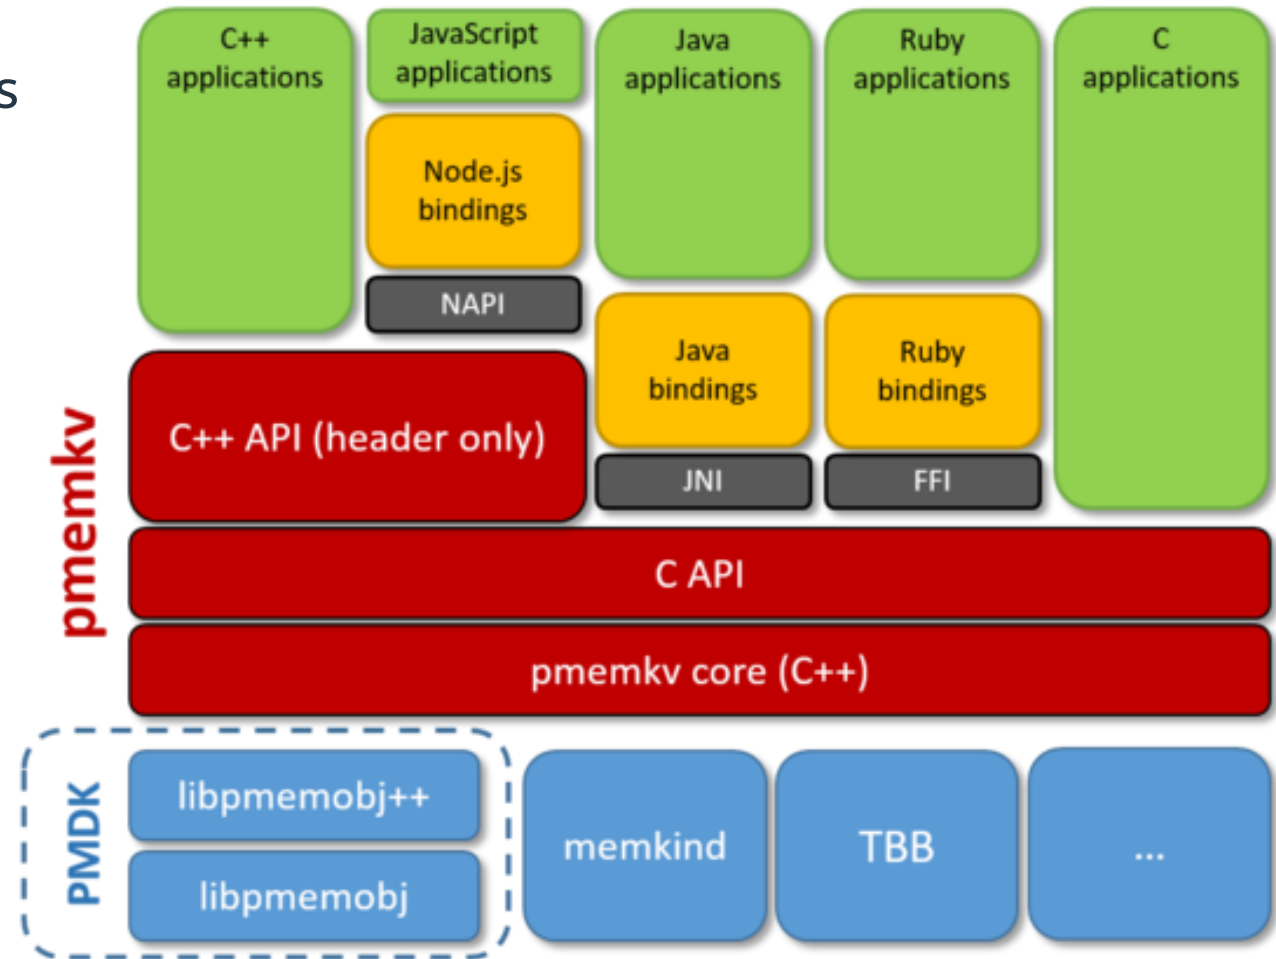 s
C++
applications
JavaScript
applications
Java
applications
Ruby
applications
C
applications
Node.js
bindings
NAPI
Java
bindings
Ruby
bindings
JNI
FFI
pmemkv
C++ API (header only)
C API
pmemkv core (C++)
PMDK
libpmemobj++
libpmemobj
memkind
TBB
...